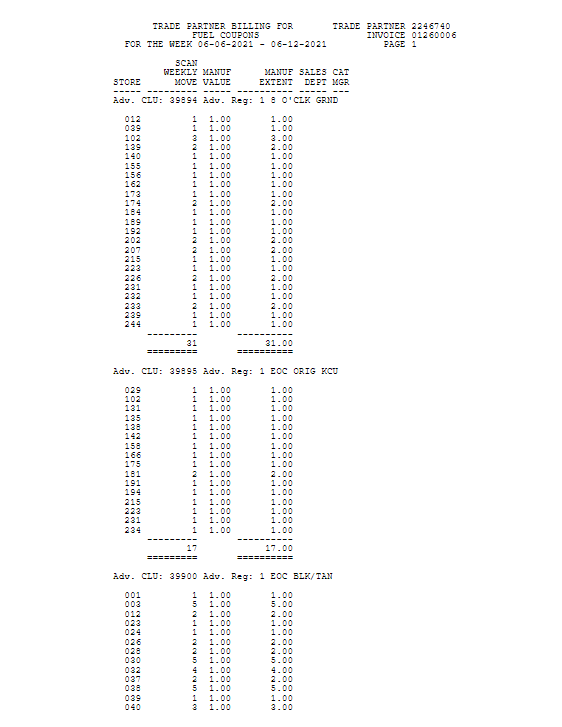 TRADE PARTNER BILLING FOR TRADE PARTNER 2246740
FUEL COUPONS INVOICE 01260006
FOR THE WEEK 06-06-2021 - 06-12-2021 PAGE 1
SCAN
WEEKLY MANUF MANUF SALES CAT
STORE MOVE VALUE EXTENT DEPT MGR
----- --------- ----- ---------- ----- ---
Adv. CLU: 39894 Adv. Reg: 1 8 O'CLK GRND
012 1 1.00 1.00
039 1 1.00 1.00
102 3 1.00 3.00
139 2 1.00 2.00
140 1 1.00 1.00
155 1 1.00 1.00
156 1 1.00 1.00
162 1 1.00 1.00
173 1 1.00 1.00
174 2 1.00 2.00
184 1 1.00 1.00
189 1 1.00 1.00
192 1 1.00 1.00
202 2 1.00 2.00
207 2 1.00 2.00
215 1 1.00 1.00
223 1 1.00 1.00
226 2 1.00 2.00
231 1 1.00 1.00
232 1 1.00 1.00
233 2 1.00 2.00
239 1 1.00 1.00
244 1 1.00 1.00
--------- ----------
31 31.00
========= ==========
Adv. CLU: 39895 Adv. Reg: 1 EOC ORIG KCU
029 1 1.00 1.00
102 1 1.00 1.00
131 1 1.00 1.00
135 1 1.00 1.00
138 1 1.00 1.00
142 1 1.00 1.00
158 1 1.00 1.00
166 1 1.00 1.00
175 1 1.00 1.00
181 2 1.00 2.00
191 1 1.00 1.00
194 1 1.00 1.00
215 1 1.00 1.00
223 1 1.00 1.00
231 1 1.00 1.00
234 1 1.00 1.00
--------- ----------
17 17.00
========= ==========
Adv. CLU: 39900 Adv. Reg: 1 EOC BLK/TAN
001 1 1.00 1.00
003 5 1.00 5.00
012 2 1.00 2.00
023 1 1.00 1.00
024 1 1.00 1.00
026 2 1.00 2.00
028 2 1.00 2.00
030 5 1.00 5.00
032 4 1.00 4.00
037 2 1.00 2.00
038 5 1.00 5.00
039 1 1.00 1.00
040 3 1.00 3.00